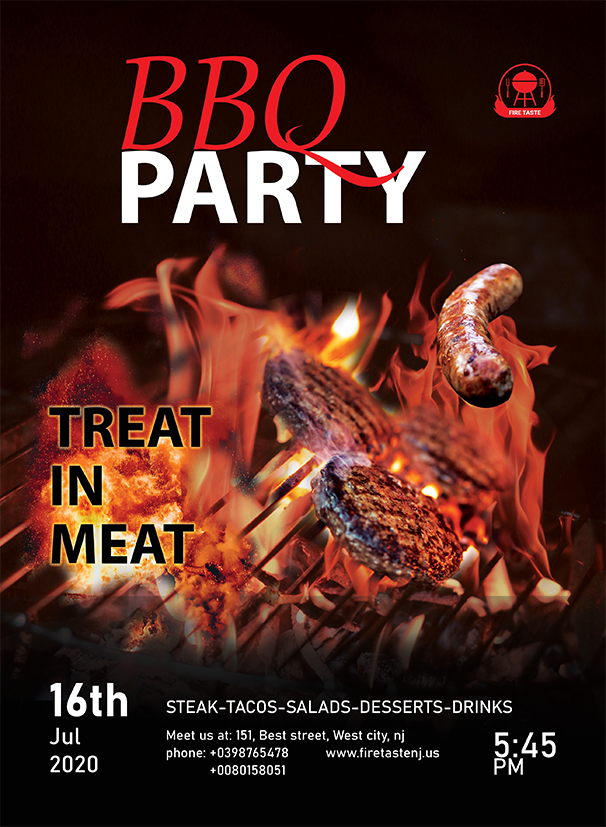 BBQ
PARTY
FIRE TASTE
TREAT
IN
MEAT
16th
Jul
2020
STEAK-TACOS-SALADS-DESSERTS-DRINKS
Meet us at: 151, Best street, West city, nj
phone: +0398765478 www.firetastenj.us
+0080158051
5:45
PM